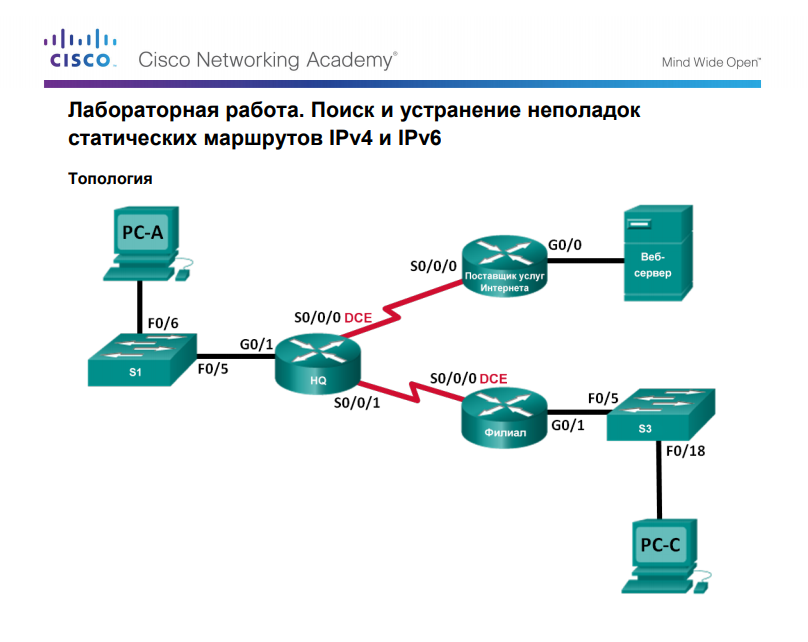 CISCO
Cisco Networking Academy®
Mind Wide Open™
Лабораторная работа. Поиск и устранение неполадок
статических маршрутов IPv4 и IPv6
Топология
PC-A
F0/6
S1
F0/5
G0/1
HQ
S0/0/0 DCE
S0/0/1
S0/0/0
Поставщик услуг
Интернета
G0/0
Веб-
сервер
S0/0/0 DCE
Филиал
G0/1
F0/5
S3
F0/18
PC-C